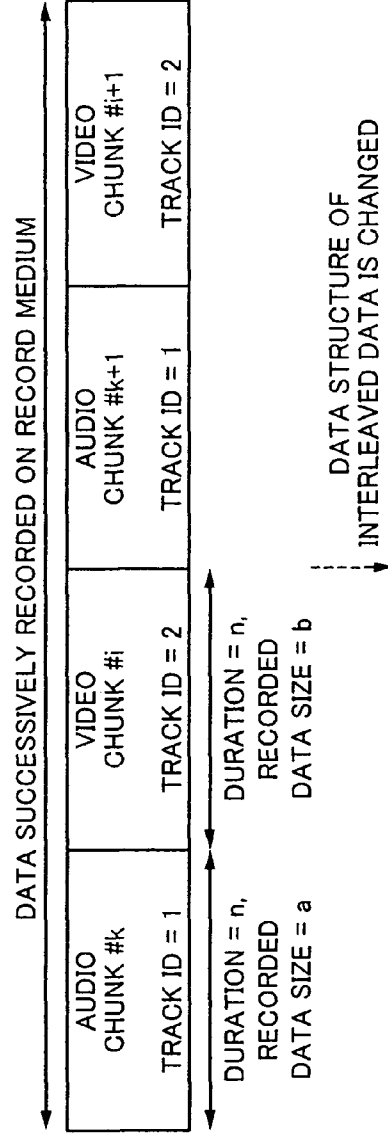 DATA SUCCESSIVELY RECORDED ON RECORD MEDIUM
AUDIO
CHUNK #k
TRACK ID = 1
VIDEO
CHUNK #i
TRACK ID = 2
AUDIO
CHUNK #k+1
TRACK ID = 1
VIDEO
CHUNK #i+1
TRACK ID = 2
DURATION = n,
RECORDED
DATA SIZE = a
DURATION = n,
RECORDED
DATA SIZE = b
DATA STRUCTURE OF
INTERLEAVED DATA IS CHANGED